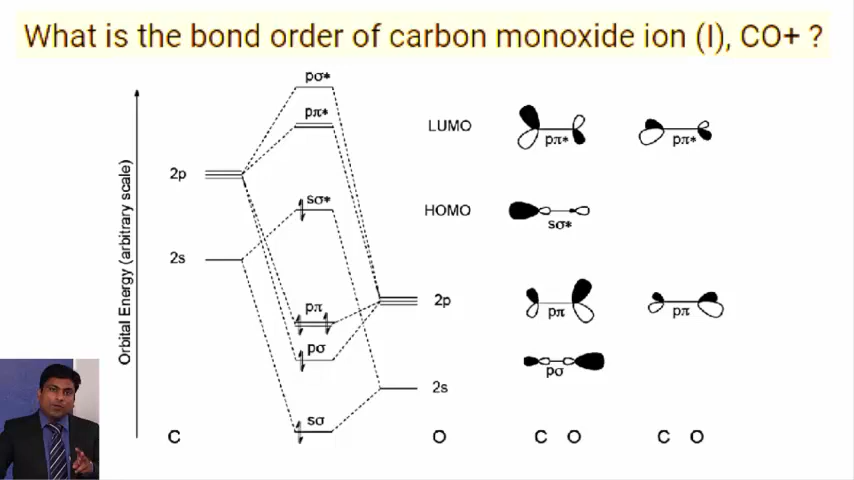 What is the bond order of carbon monoxide ion (I), CO+ ?
Orbital Energy (arbitrary scale)
pσ*
pπ*
2p
sσ*
2s
pπ
2p
pσ
2s
sσ
C
O
LUMO
pπ*
pπ*
HOMO
sσ*
pπ
pπ
pσ
C O
C O